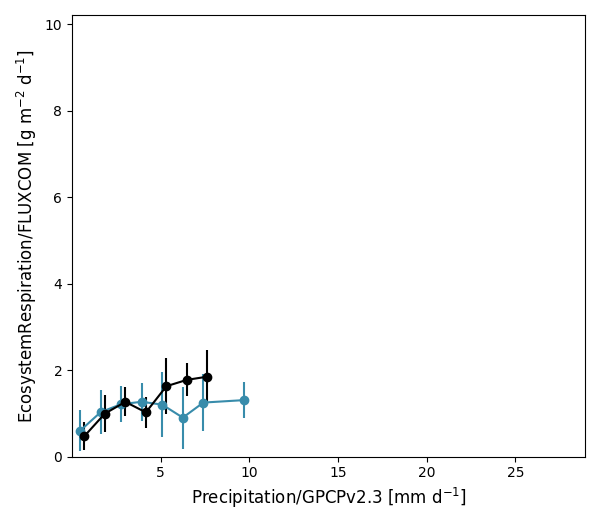 10
8
6
4
2
0
EcosystemRespiration/FLUXCOM [g m⁻² d⁻¹]
5 10 15 20 25
Precipitation/GPCPv2.3 [mm d⁻¹]